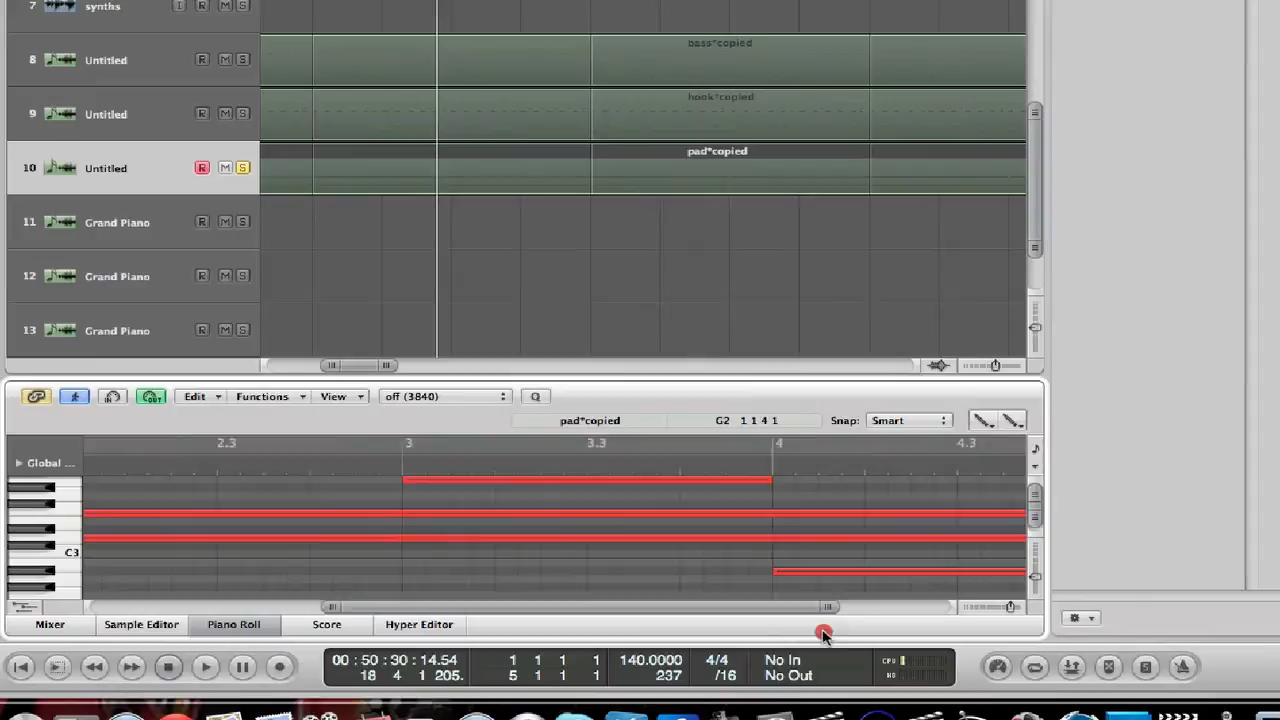 7 synths I R M S
bass*copied
8 Untitled R M S
hook*copied
9 Untitled R M S
pad*copied
10 Untitled R M S
11 Grand Piano R M S
12 Grand Piano R M S
13 Grand Piano R M S
IN OUT Edit Functions View off (3840) Q
pad*copied G2 1 1 4 1 Snap: Smart
2.3 3 3.3 4 4.3
Global ...
C3
Mixer Sample Editor Piano Roll Score Hyper Editor
00 : 50 : 30 : 14.54 1 1 1 1 140.0000 4/4 No In CPU
18 4 1 205. 5 1 1 1 237 /16 No Out HD